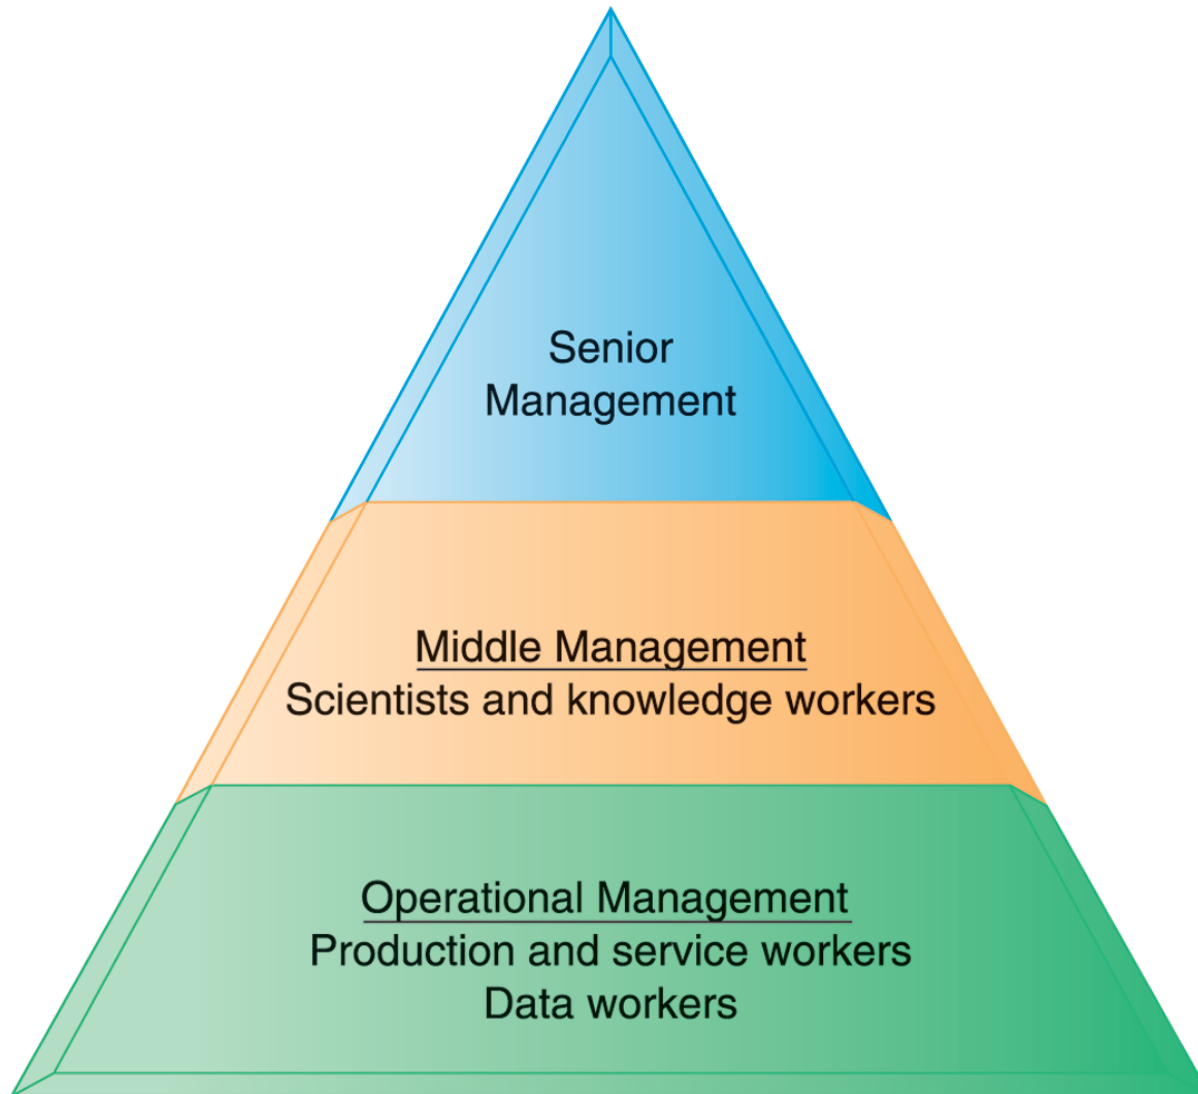 Senior
Management
Middle Management
Scientists and knowledge workers
Operational Management
Production and service workers
Data workers